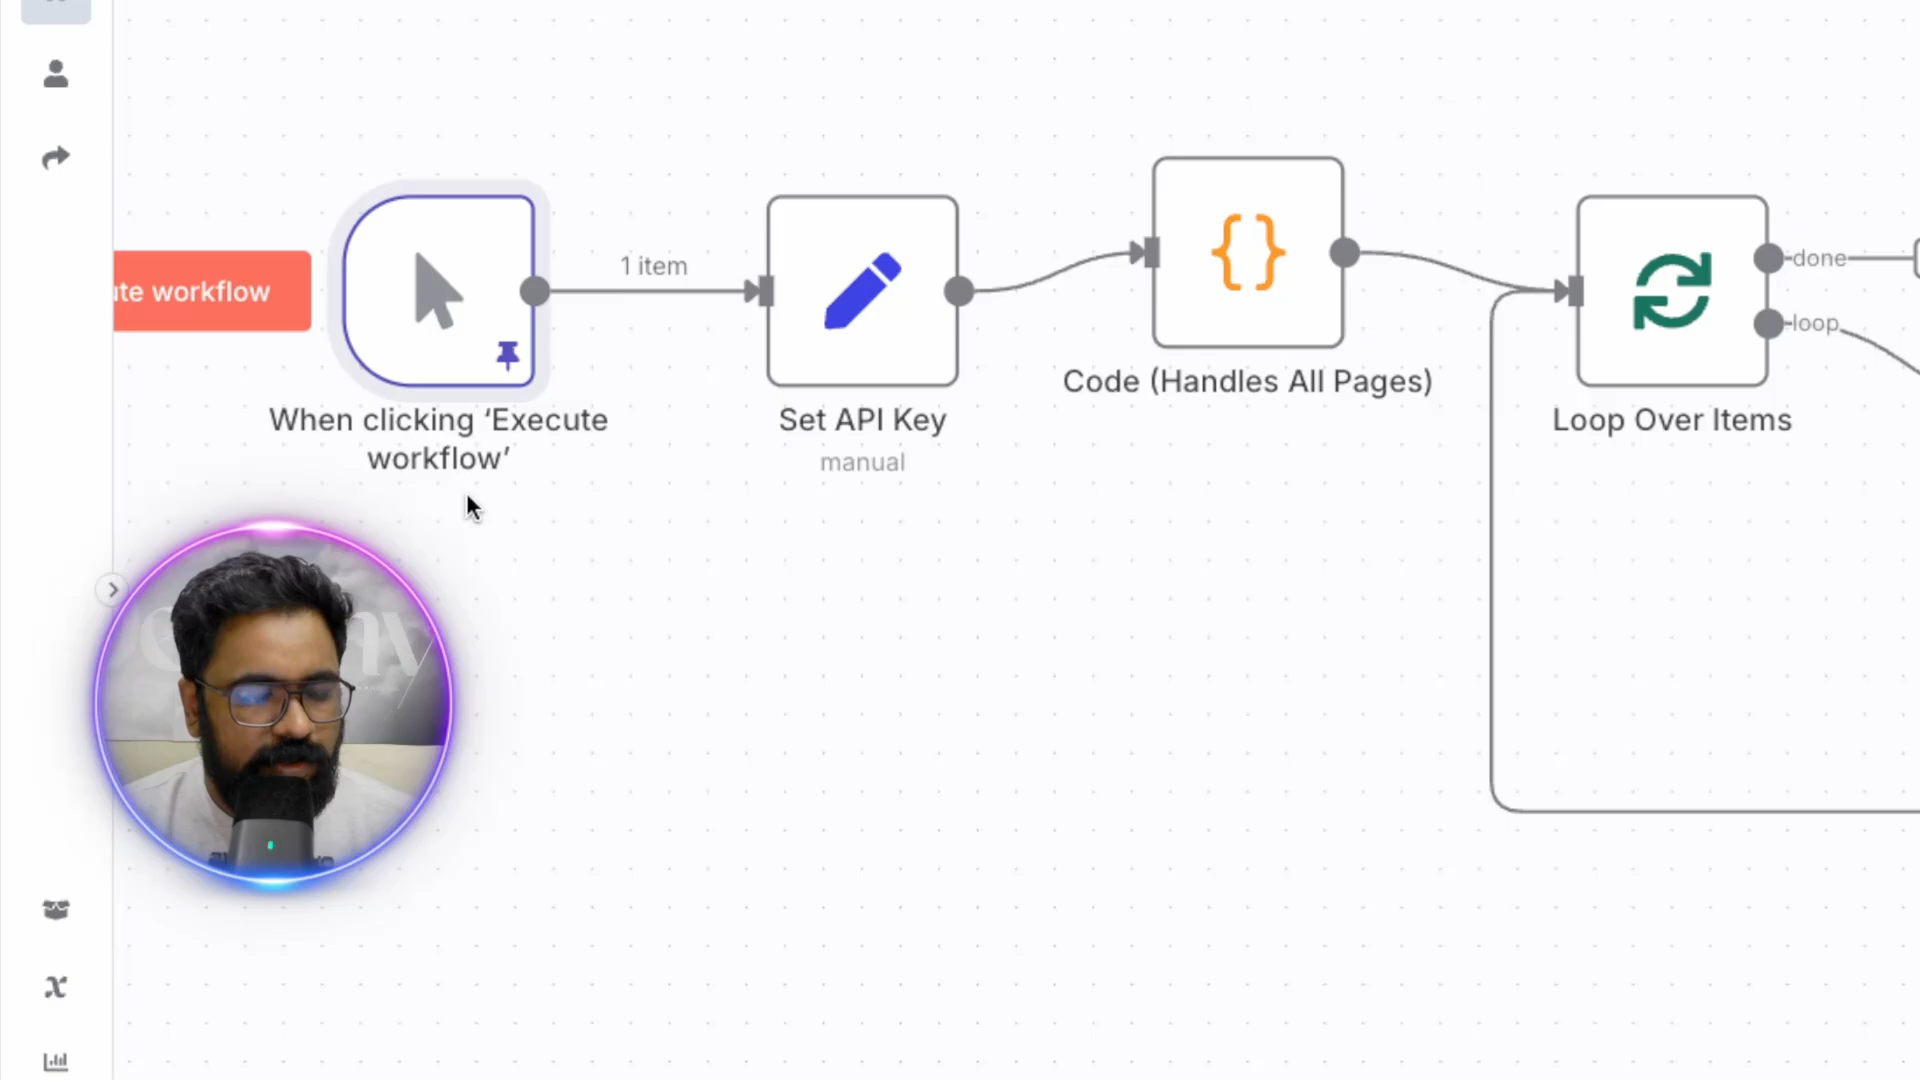 ute workflow
1 item
done
loop
Code (Handles All Pages)
When clicking ‘Execute
workflow’
Set API Key
manual
Loop Over Items